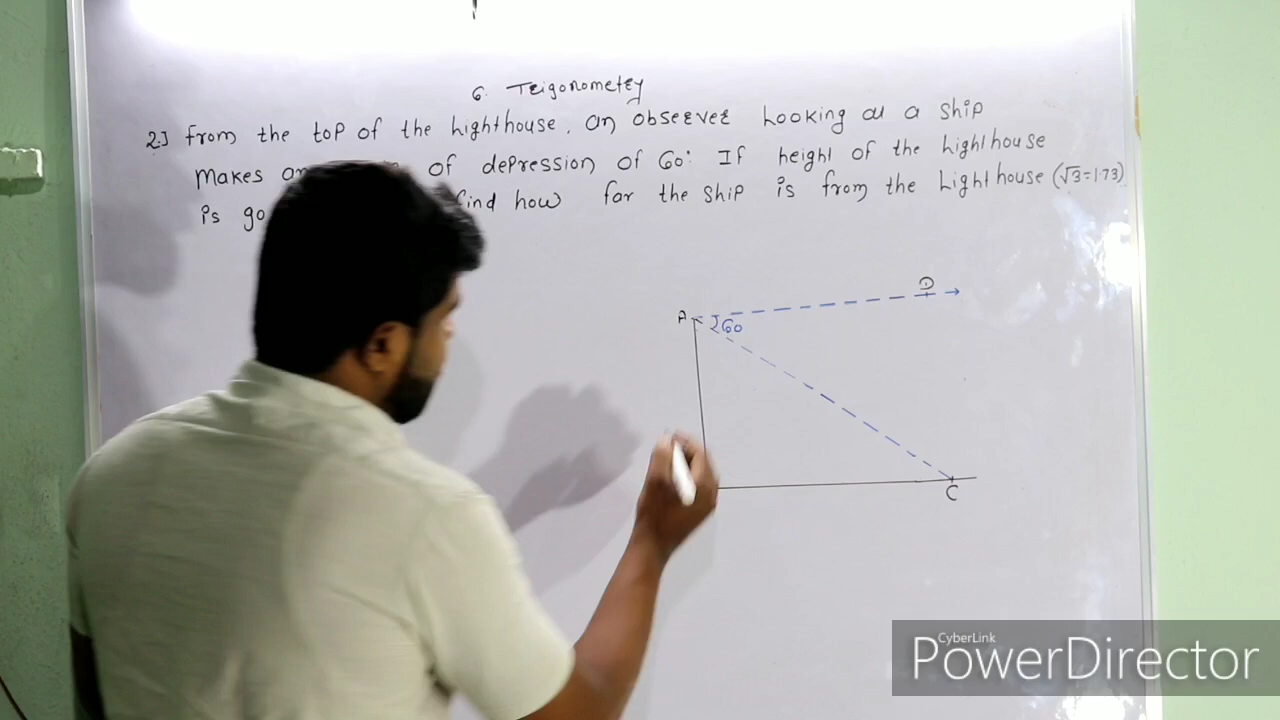 6. Trigonometry
2.] from the top of the Lighthouse, an observer Looking at a ship
Makes an of depression of 60°. If height of the Lighthouse
is find how far the ship is from the Lighthouse (√3=1.73)
D
A
60
C
CyberLink
PowerDirector